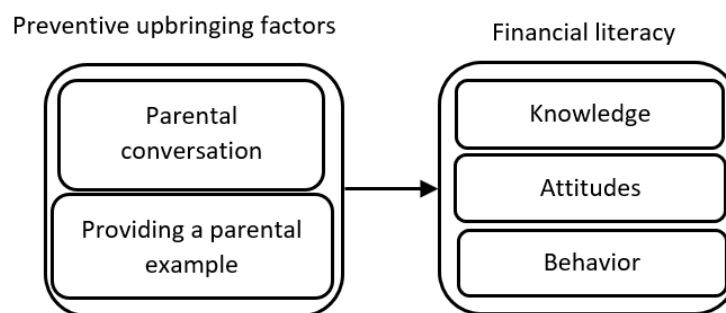 Preventive upbringing factors
Parental
conversation
Providing a parental
example
Financial literacy
Knowledge
Attitudes
Behavior